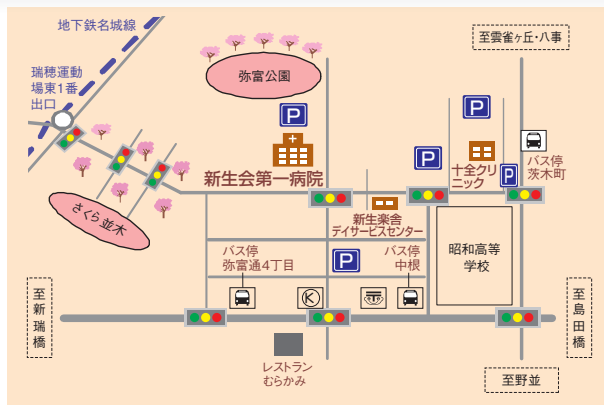 地下鉄名城線
瑞穂運動
場東1番
出口
弥富公園
至雲雀ヶ丘・八事
P
P
P
P
バス停
茨木町
十全クリ
ニック
新生会第一病院
さくら並木
新生楽舎
デイサービスセンター
昭和高等
学校
バス停
弥富通4丁目
P
バス停
中根
K
至新瑞橋
至島田橋
レストラン
むらかみ
至野並